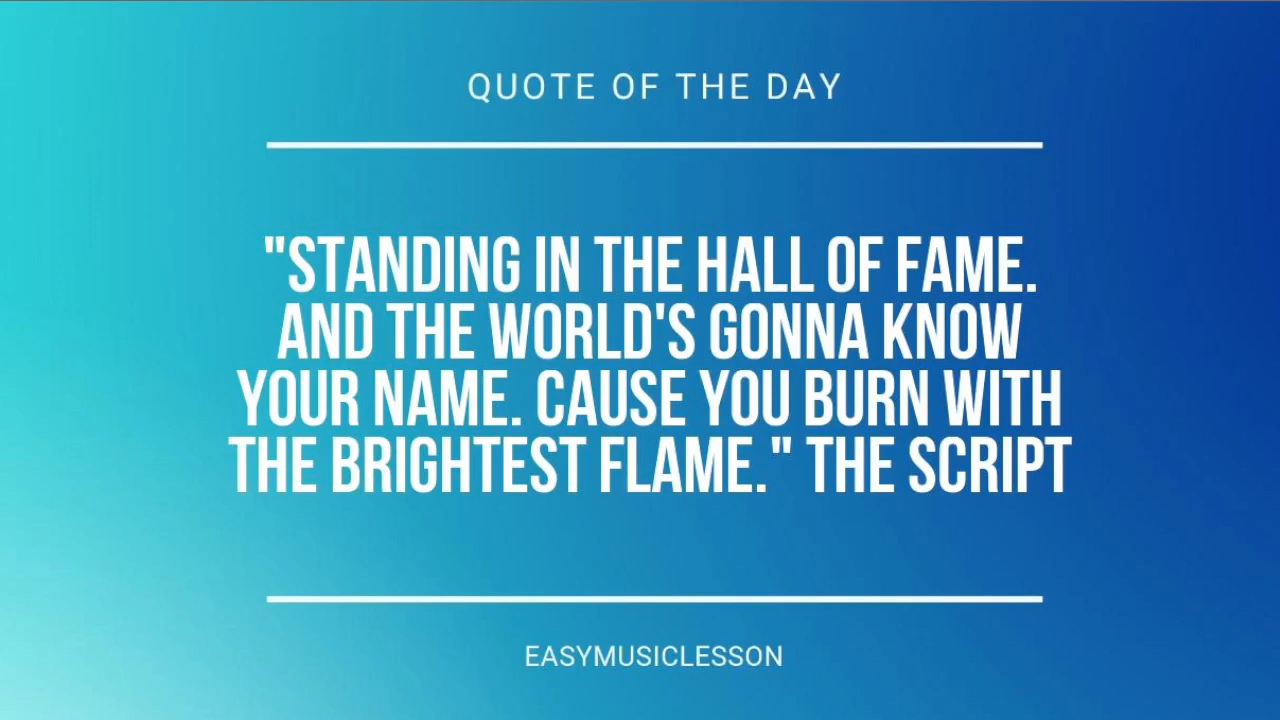 QUOTE OF THE DAY
"STANDING IN THE HALL OF FAME.
AND THE WORLD'S GONNA KNOW
YOUR NAME. CAUSE YOU BURN WITH
THE BRIGHTEST FLAME." THE SCRIPT
EASYMUSICLESSON